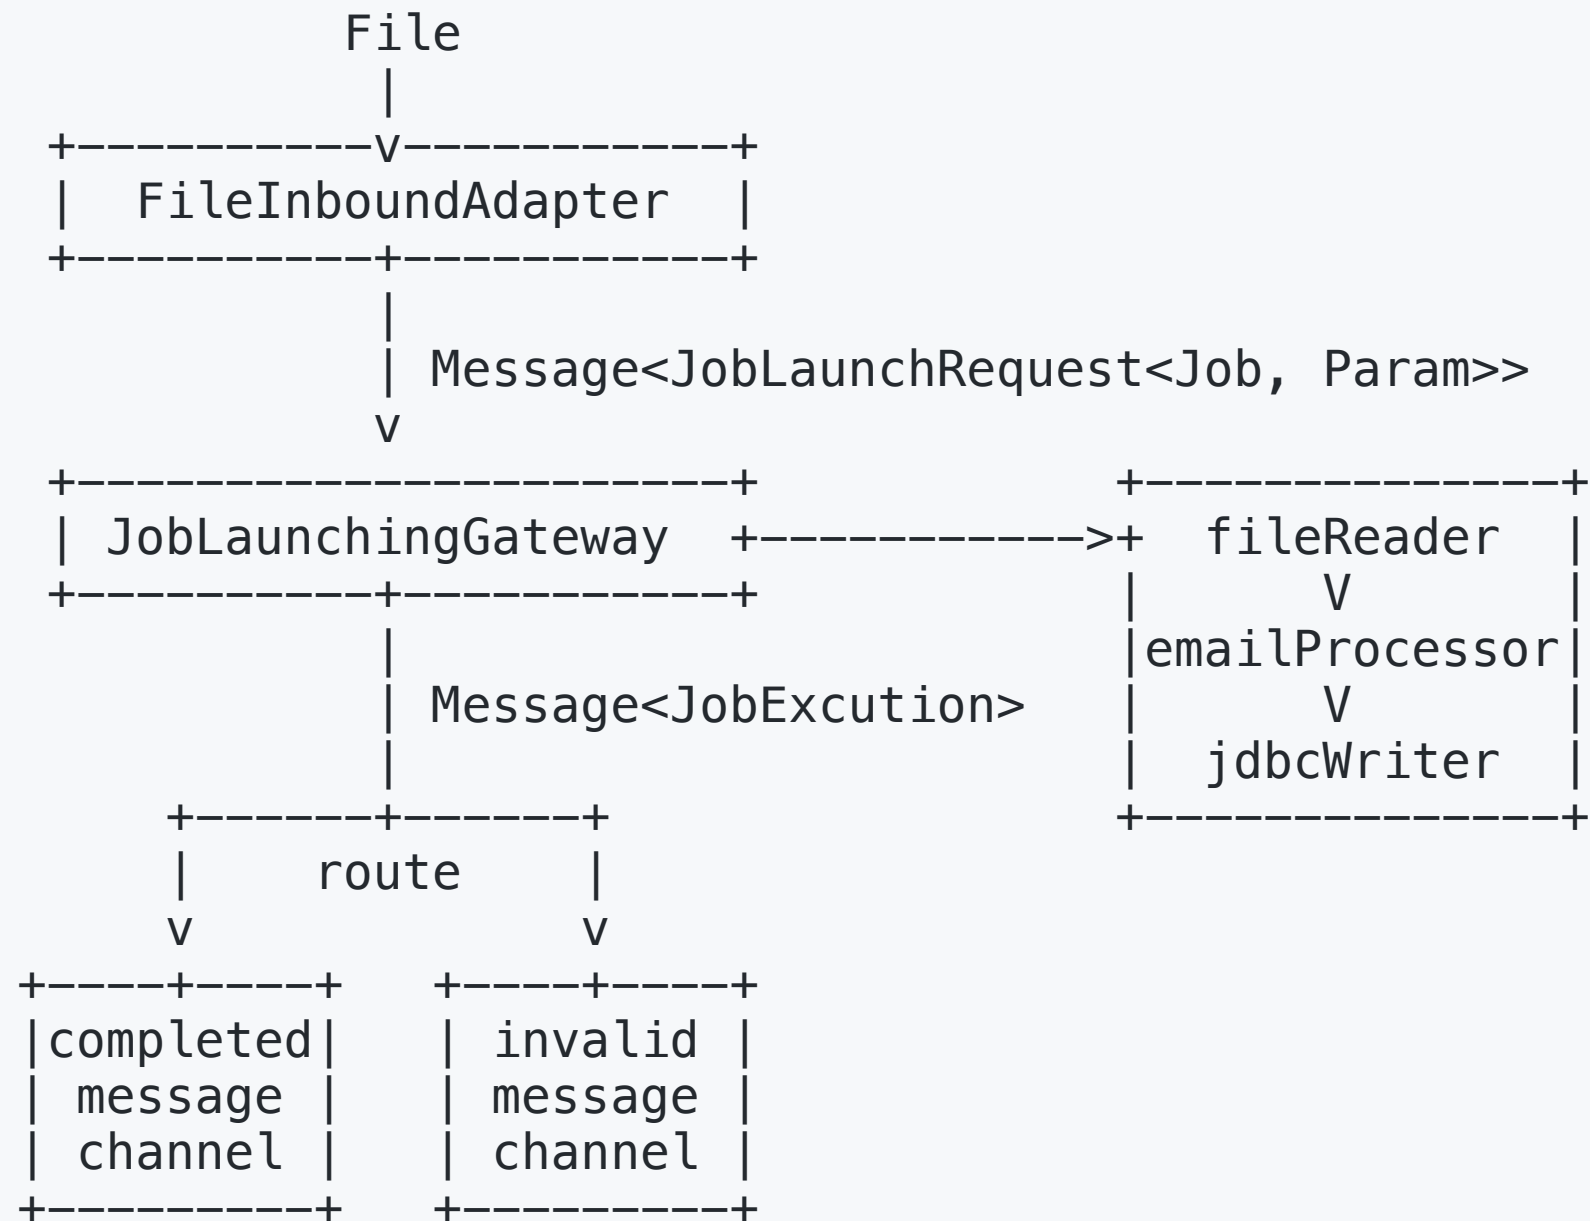 File
|
+----------v-----------+
|  FileInboundAdapter  |
+----------+-----------+
|
| Message<JobLaunchRequest<Job, Param>>
v
+----------------------+            +--------------+
| JobLaunchingGateway  +----------->+  fileReader  |
+----------+-----------+            |      V       |
|                        |emailProcessor|
| Message<JobExcution>   |      V       |
|                        |  jdbcWriter  |
+------+------+                 +--------------+
|    route    |
v             v
+----+----+   +----+----+
|completed|   | invalid |
| message |   | message |
| channel |   | channel |
+---------+   +---------+